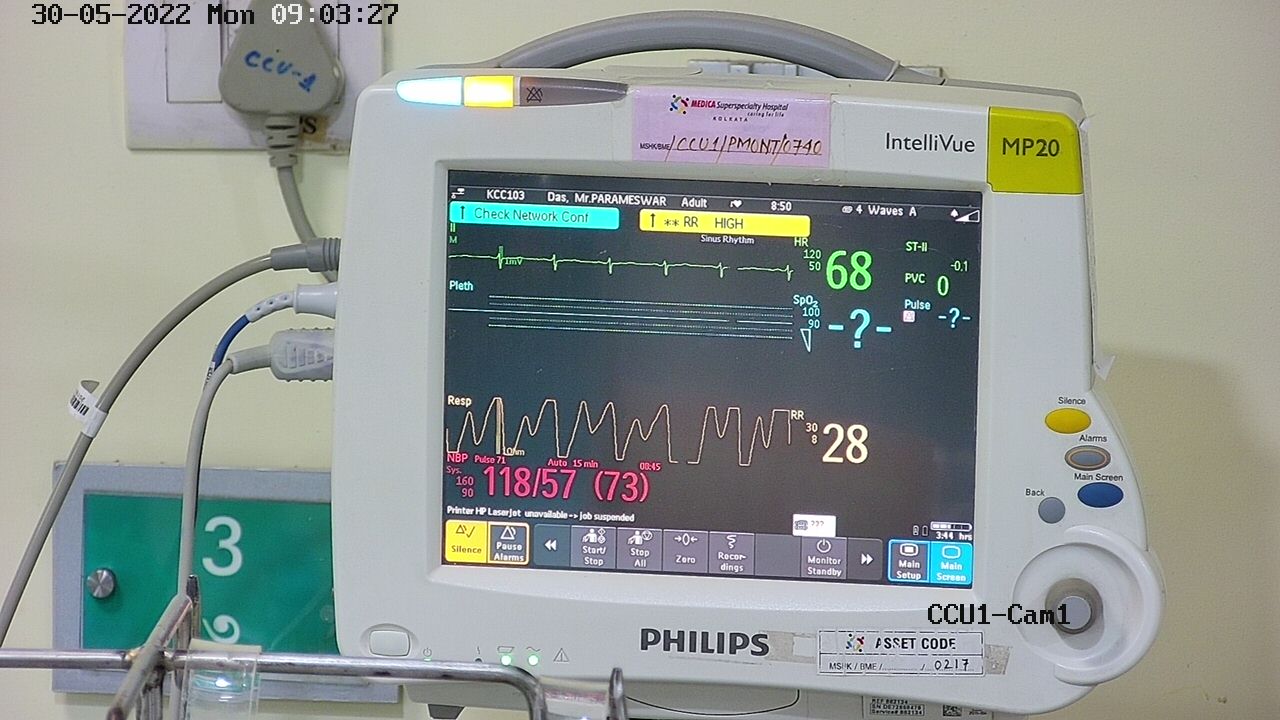 30-05-2022 Mon 09:03:27
CCU-1
MEDICA Superspecialty Hospital
caring for life
KOLKATA
MSHK/BME/CCU1/PMONT/0740
IntelliVue
MP20
KCC103 Das, Mr.PARAMESWAR Adult 8:50 4 Waves A
Check Network Conf
** RR HIGH
Sinus Rhythm
II
M
1mV
HR
120
50
68
ST-II
-0.1
PVC
0
Pleth
SpO₂
100
90
-?-
Pulse
-?-
Resp
RR
30
8
28
NBP Pulse 71 Auto 15 min 08:45
Sys.
160
90
118/57 (73)
Printer HP Laserjet unavailable -> job suspended
???
3:44 hrs
Silence
Pause Alarms
Start/ Stop
Stop All
Zero
Recor- dings
Monitor Standby
Main Setup
Main Screen
Silence
Alarms
Main Screen
Back
3
CCU1-Cam1
PHILIPS
ASSET CODE
MSHK / BME / 0217